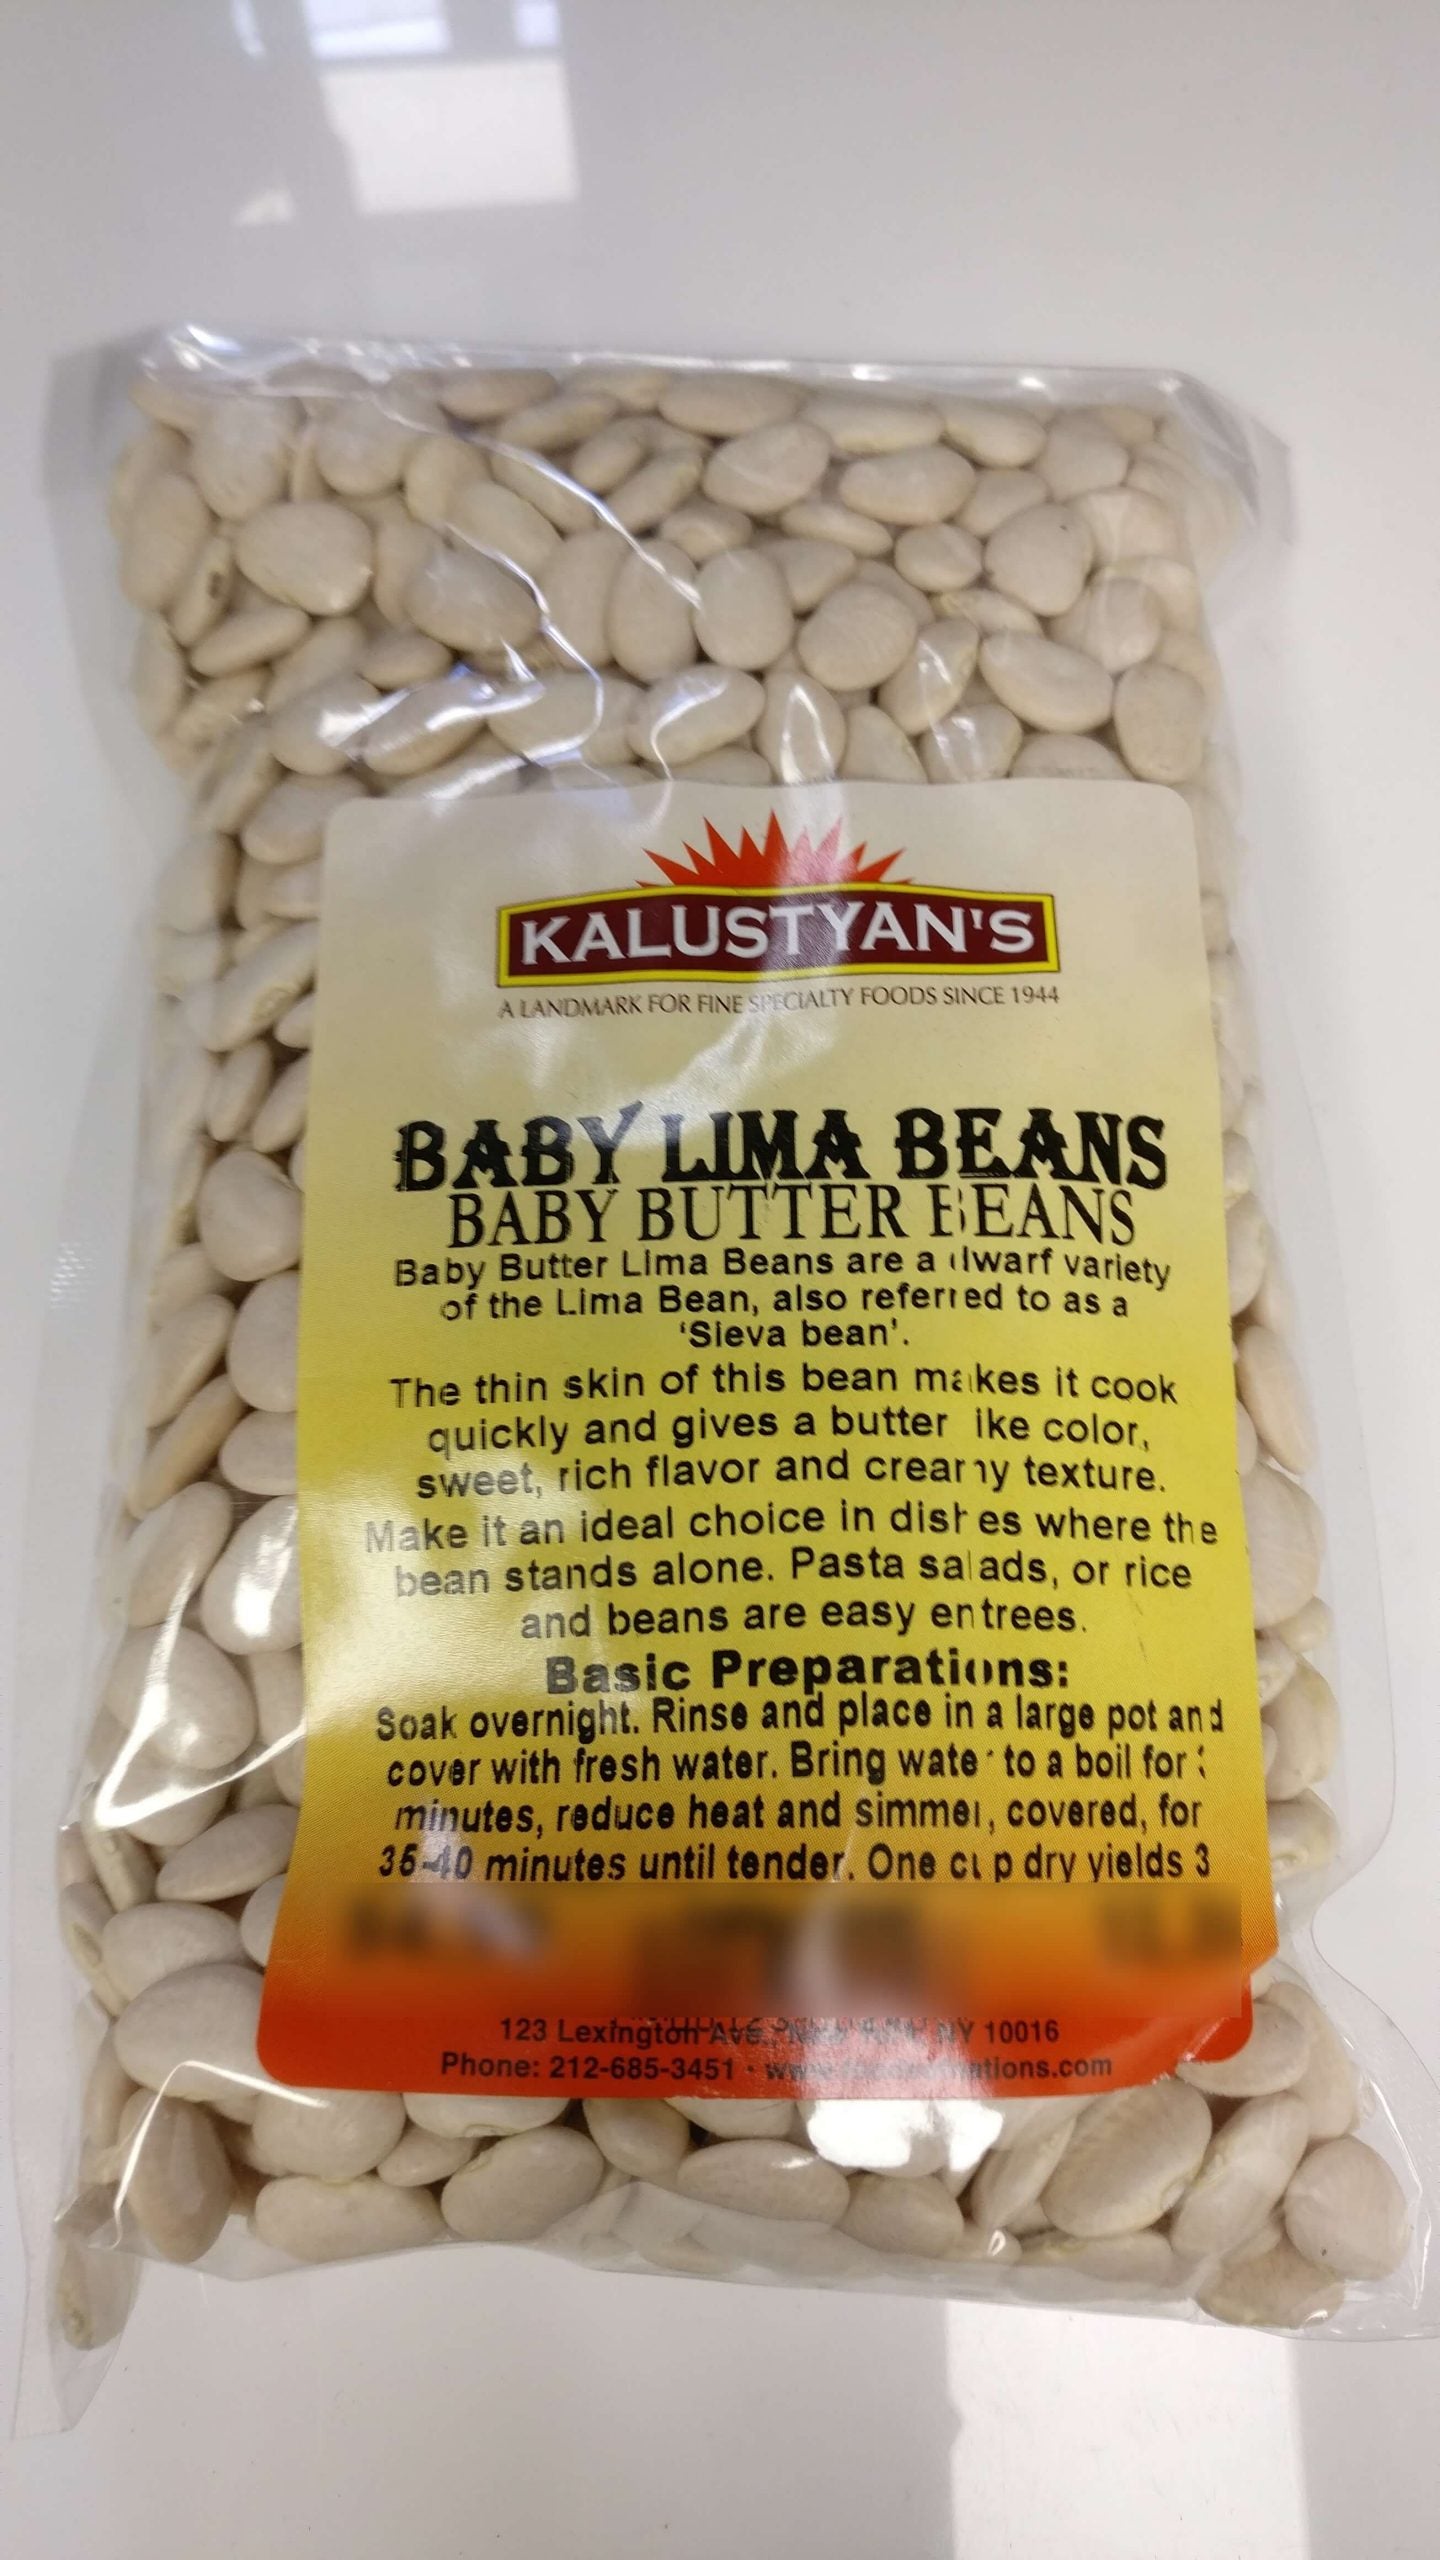 KALUSTYAN'S
A LANDMARK FOR FINE SPECIALTY FOODS SINCE 1944
BABY LIMA BEANS
BABY BUTTER BEANS
Baby Butter Lima Beans are a dwarf variety
of the Lima Bean, also referred to as a
'Sieva bean'.
The thin skin of this bean makes it cook
quickly and gives a butter like color,
sweet, rich flavor and creamy texture.
Make it an ideal choice in dishes where the
bean stands alone. Pasta salads, or rice
and beans are easy entrees.
Basic Preparations:
Soak overnight. Rinse and place in a large pot and
cover with fresh water. Bring water to a boil for
minutes, reduce heat and simmer, covered, for
35-40 minutes until tender. One cup dry yields 3
123 Lexington Ave., NY 10016
Phone: 212-685-3451 •